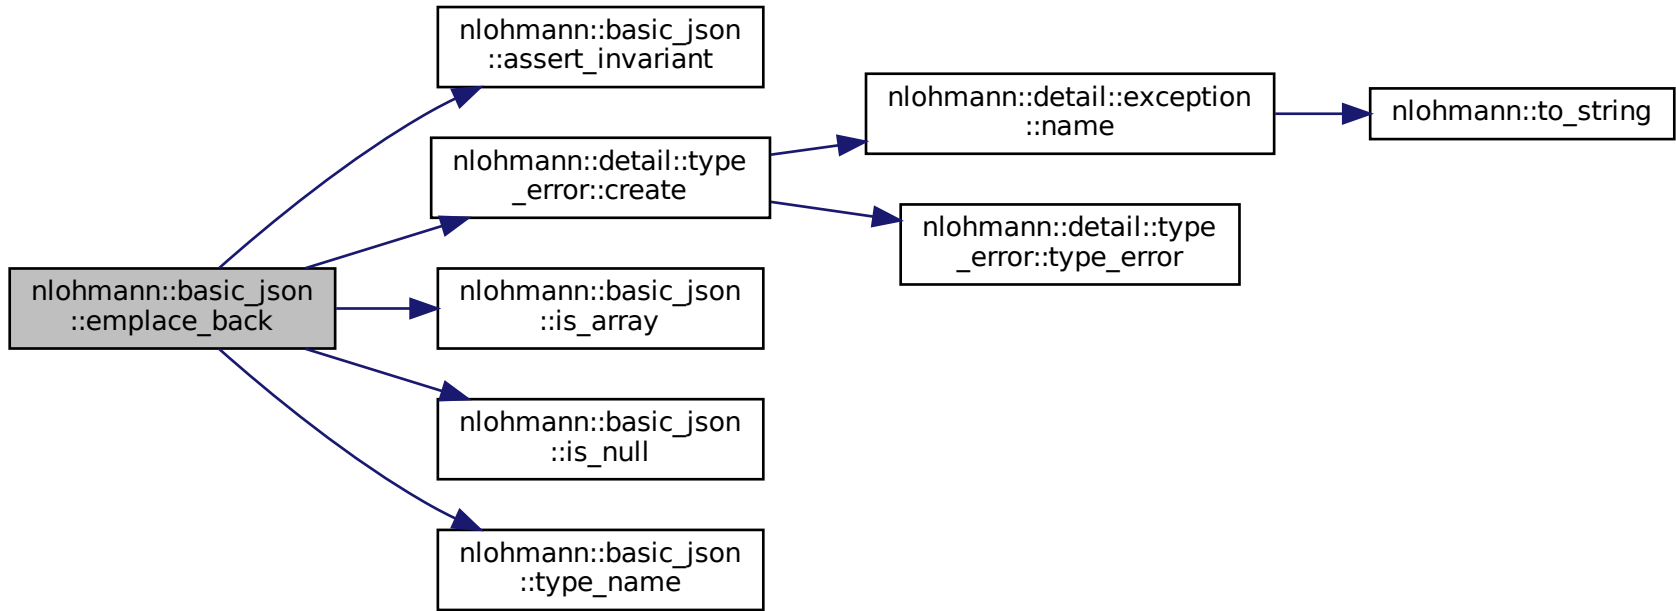 nlohmann::basic_json
::emplace_back
nlohmann::basic_json
::assert_invariant
nlohmann::detail::type
_error::create
nlohmann::basic_json
::is_array
nlohmann::basic_json
::is_null
nlohmann::basic_json
::type_name
nlohmann::detail::exception
::name
nlohmann::detail::type
_error::type_error
nlohmann::to_string